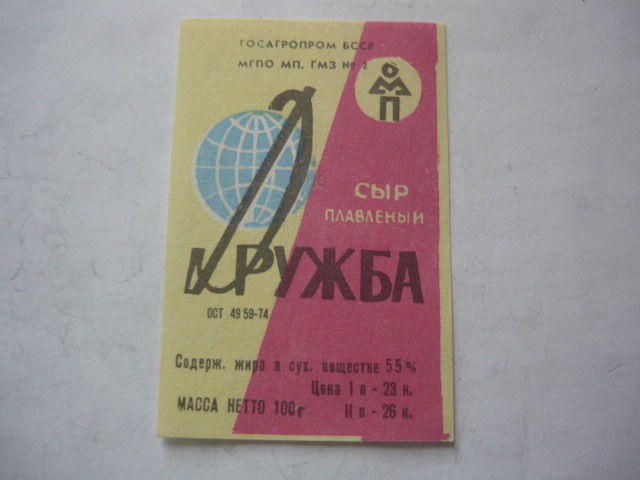 ГОСАГРОПРОМ БССР
МГПО МП, ГМЗ № 2
ОМП
СЫР
ПЛАВЛЕНЫЙ
ДРУЖБА
ОСТ 49 59-74
Содерж. жира в сух. веществе 55%
Цена I п - 23 к.
МАССА НЕТТО 100г II п - 26 к.